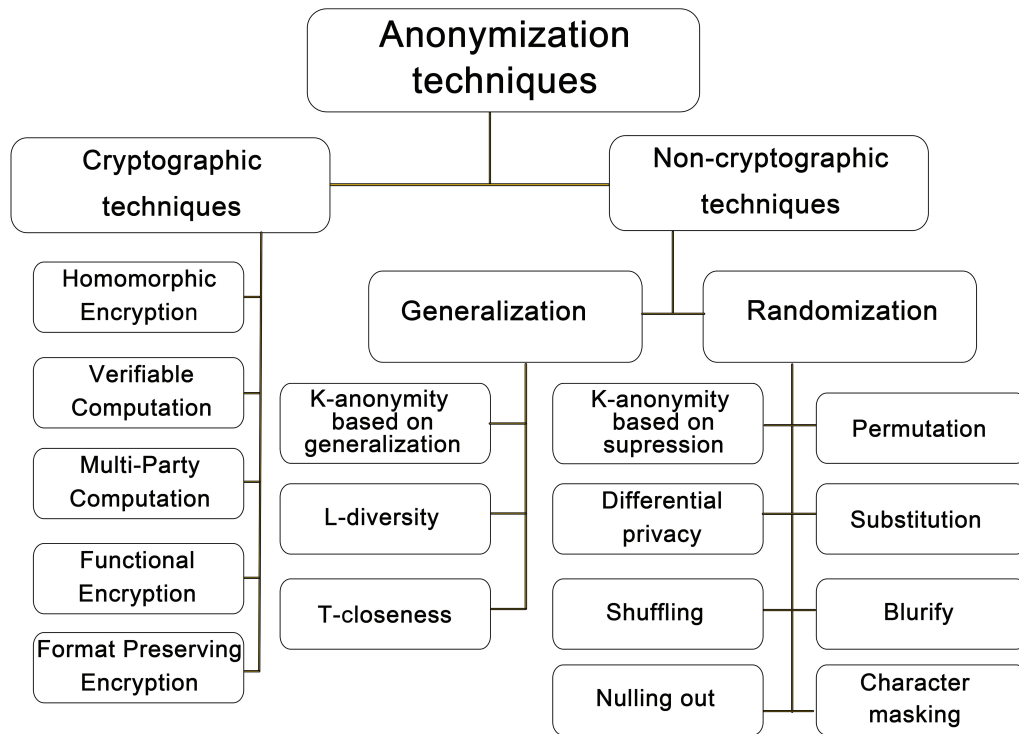 Anonymization
techniques
Cryptographic
techniques
Non-cryptographic
techniques
Homomorphic
Encryption
Verifiable
Computation
Multi-Party
Computation
Functional
Encryption
Format Preserving
Encryption
Generalization
K-anonymity
based on
generalization
L-diversity
T-closeness
Randomization
K-anonymity
based on
supression
Permutation
Differential
privacy
Substitution
Shuffling
Blurify
Nulling out
Character
masking